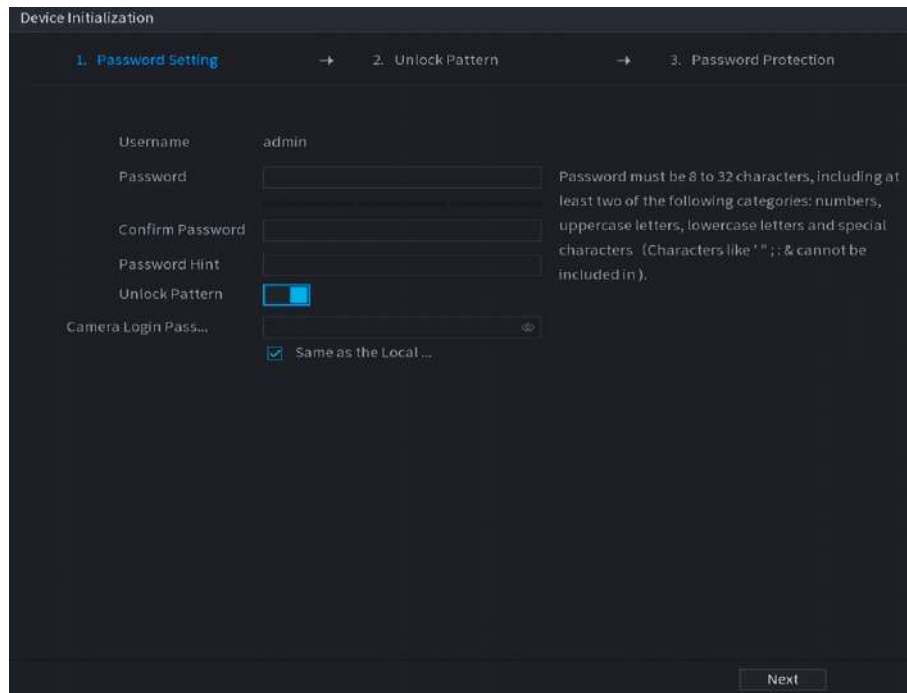 Device Initialization
1. Password Setting → 2. Unlock Pattern → 3. Password Protection
Username admin
Password
Password must be 8 to 32 characters, including at
least two of the following categories: numbers,
uppercase letters, lowercase letters and special
characters（Characters like ' " ; : & cannot be
included in ).
Confirm Password
Password Hint
Unlock Pattern
Camera Login Pass...
Same as the Local ...
Next